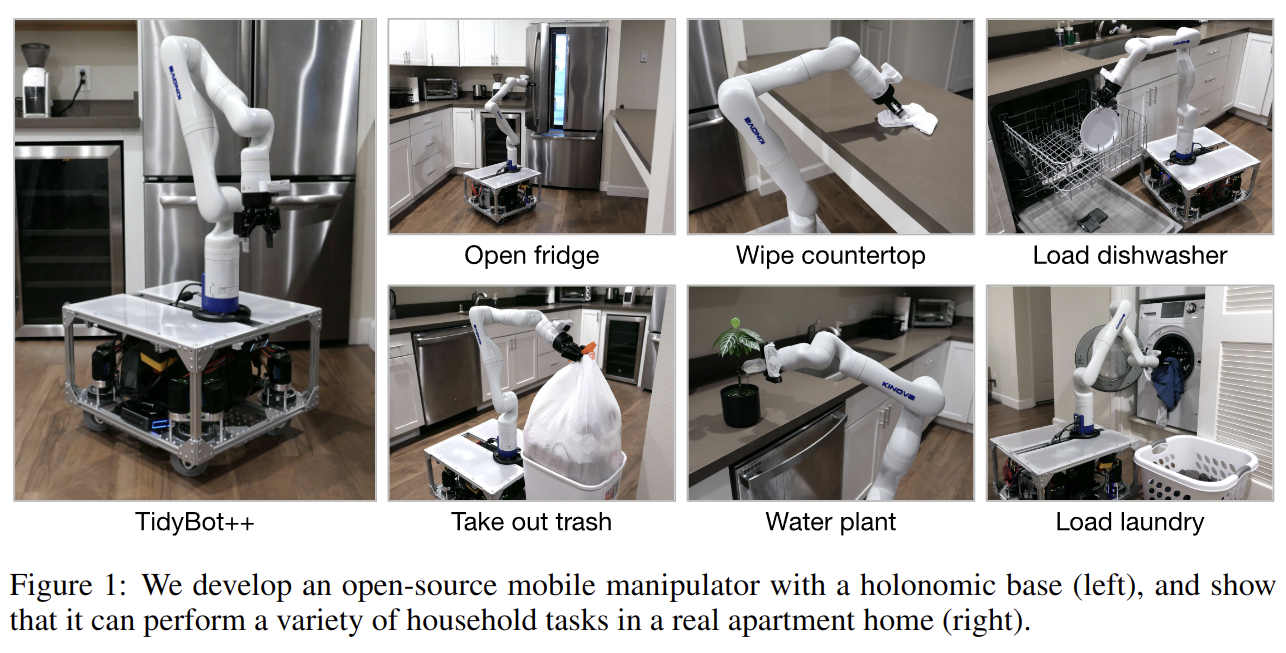 KINOVA
KINOVA
KINOVA
Open fridge
Wipe countertop
Load dishwasher
KINOVA
TidyBot++
Take out trash
Water plant
Load laundry
Figure 1: We develop an open-source mobile manipulator with a holonomic base (left), and show
that it can perform a variety of household tasks in a real apartment home (right).